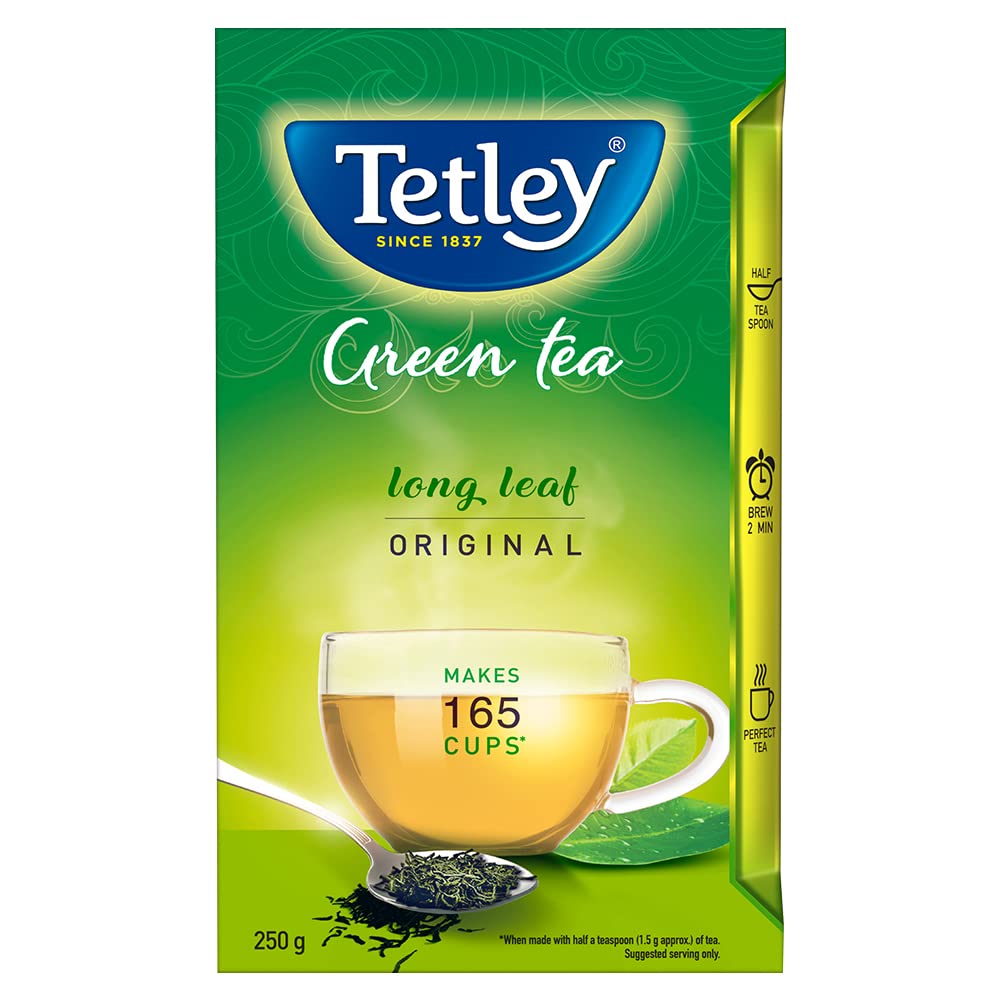 Tetley®
SINCE 1837
Green tea
long leaf
ORIGINAL
MAKES
165
CUPS*
HALF
TEA
SPOON
BREW
2 MIN
PERFECT
TEA
250 g
*When made with half a teaspoon (1.5 g approx.) of tea.
Suggested serving only.